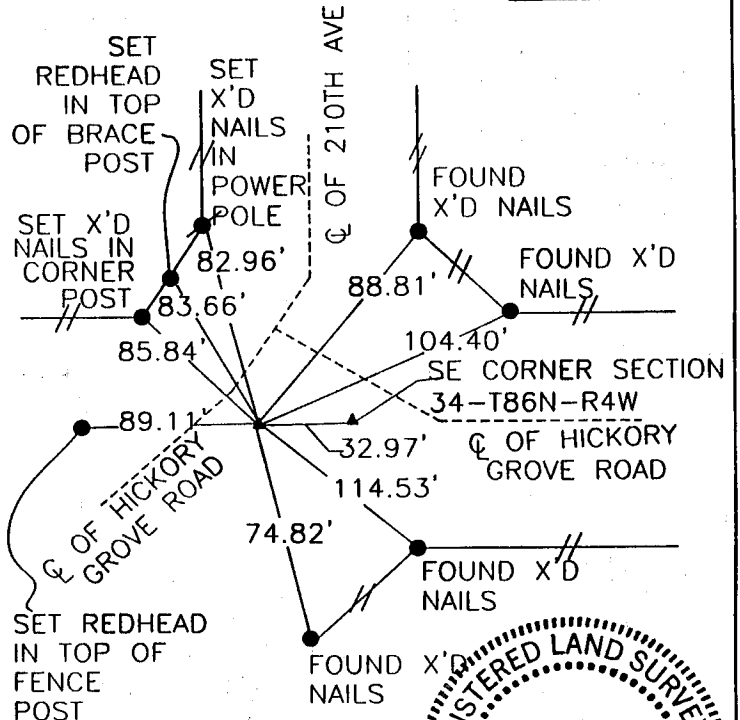 SET
REDHEAD
IN TOP
OF BRACE
POST
SET
X'D
NAILS
IN
POWER
POLE
℄ OF 210TH AVE
FOUND
X'D NAILS
FOUND X'D
NAILS
SET X'D
NAILS IN
CORNER
POST
82.96'
83.66'
85.84'
88.81'
104.40'
SE CORNER SECTION
34-T86N-R4W
89.11'
32.97'
℄ OF HICKORY
GROVE ROAD
℄ OF HICKORY
GROVE ROAD
114.53'
74.82'
FOUND X'D
NAILS
SET REDHEAD
IN TOP OF
FENCE
POST
FOUND X'D
NAILS
ISTERED LAND SURVE